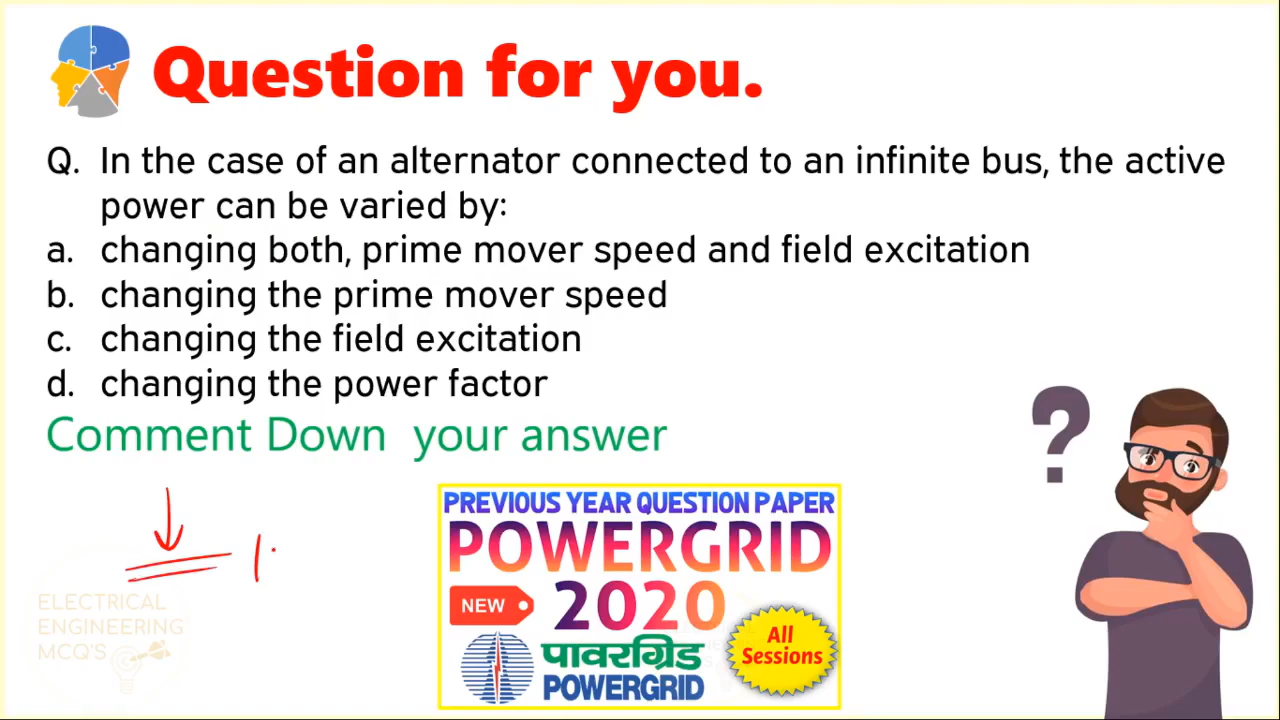 Question for you.
Q. In the case of an alternator connected to an infinite bus, the active
power can be varied by:
a. changing both, prime mover speed and field excitation
b. changing the prime mover speed
c. changing the field excitation
d. changing the power factor
Comment Down your answer
?
PREVIOUS YEAR QUESTION PAPER
POWERGRID
NEW 2020
पावरग्रिड
POWERGRID
All
Sessions
ELECTRICAL
ENGINEERING
MCQ'S